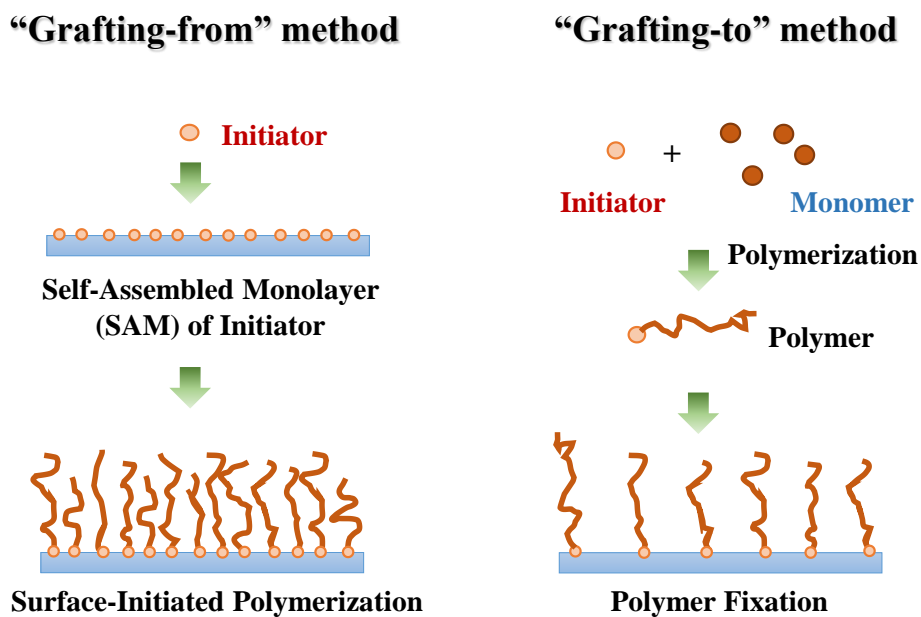 “Grafting-from” method
Initiator
Self-Assembled Monolayer
(SAM) of Initiator
Surface-Initiated Polymerization
“Grafting-to” method
+
Initiator
Monomer
Polymerization
Polymer
Polymer Fixation